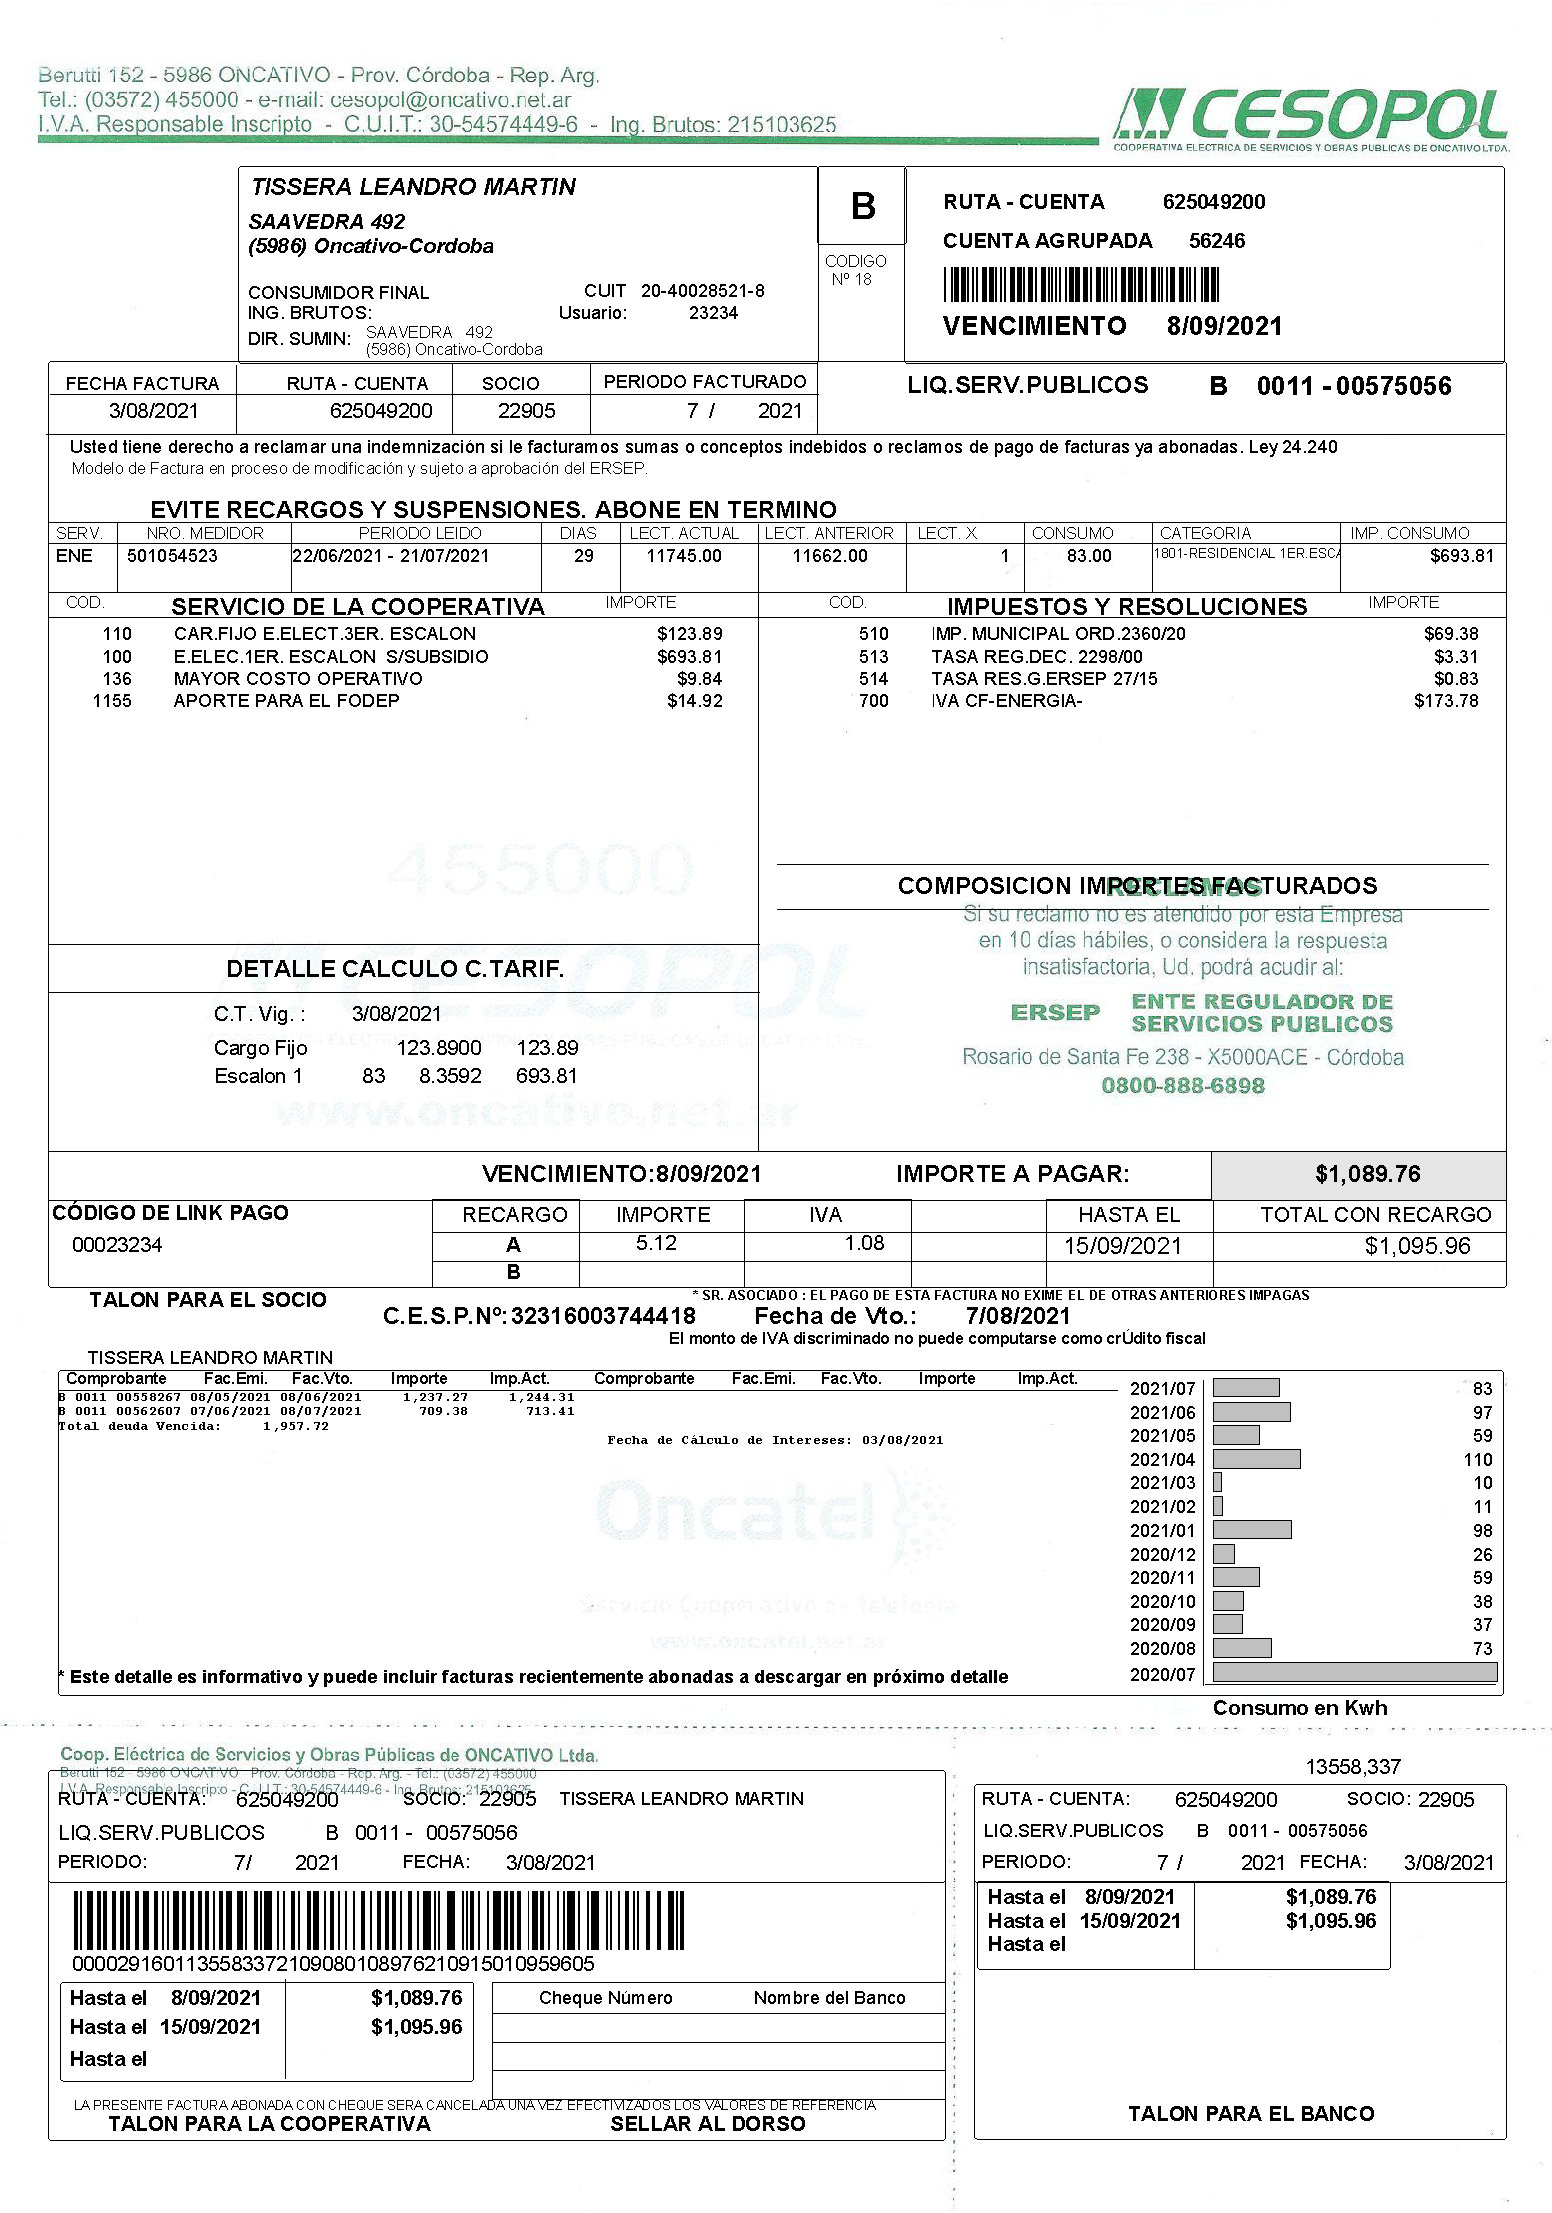 Berutti 152 - 5986 ONCATIVO - Prov. Córdoba - Rep. Arg.
Tel.: (03572) 455000 - e-mail: cesopol@oncativo.net.ar
I.V.A. Responsable Inscripto - C.U.I.T.: 30-54574449-6 - Ing. Brutos: 215103625
CESOPOL
COOPERATIVA ELECTRICA DE SERVICIOS Y OBRAS PUBLICAS DE ONCATIVO LTDA.
TISSERA LEANDRO MARTIN
SAAVEDRA 492
(5986) Oncativo-Cordoba
CONSUMIDOR FINAL CUIT 20-40028521-8
ING. BRUTOS: Usuario: 23234
DIR. SUMIN: SAAVEDRA 492
(5986) Oncativo-Cordoba
B
CODIGO
Nº 18
RUTA - CUENTA 625049200
CUENTA AGRUPADA 56246
VENCIMIENTO 8/09/2021
FECHA FACTURA RUTA - CUENTA SOCIO PERIODO FACTURADO
3/08/2021 625049200 22905 7 / 2021
LIQ.SERV.PUBLICOS B 0011 - 00575056
Usted tiene derecho a reclamar una indemnización si le facturamos sumas o conceptos indebidos o reclamos de pago de facturas ya abonadas. Ley 24.240
Modelo de Factura en proceso de modificación y sujeto a aprobación del ERSEP.
EVITE RECARGOS Y SUSPENSIONES. ABONE EN TERMINO
SERV. NRO. MEDIDOR PERIODO LEIDO DIAS LECT. ACTUAL LECT. ANTERIOR LECT. X CONSUMO CATEGORIA IMP. CONSUMO
ENE 501054523 22/06/2021 - 21/07/2021 29 11745.00 11662.00 1 83.00 1801-RESIDENCIAL 1ER.ESCA $693.81
COD. SERVICIO DE LA COOPERATIVA IMPORTE
110 CAR.FIJO E.ELECT.3ER. ESCALON $123.89
100 E.ELEC.1ER. ESCALON S/SUBSIDIO $693.81
136 MAYOR COSTO OPERATIVO $9.84
1155 APORTE PARA EL FODEP $14.92
COD. IMPUESTOS Y RESOLUCIONES IMPORTE
510 IMP. MUNICIPAL ORD.2360/20 $69.38
513 TASA REG.DEC. 2298/00 $3.31
514 TASA RES.G.ERSEP 27/15 $0.83
700 IVA CF-ENERGIA- $173.78
455000
CESOPOL
www.oncativo.net.ar
DETALLE CALCULO C.TARIF.
C.T. Vig. : 3/08/2021
Cargo Fijo 123.8900 123.89
Escalon 1 83 8.3592 693.81
COMPOSICION IMPORTES FACTURADOS
RECLAMOS
Si su reclamo no es atendido por esta Empresa
en 10 días hábiles, o considera la respuesta
insatisfactoria, Ud. podrá acudir al:
ERSEP ENTE REGULADOR DE
SERVICIOS PUBLICOS
Rosario de Santa Fe 238 - X5000ACE - Córdoba
0800-888-6898
VENCIMIENTO:8/09/2021 IMPORTE A PAGAR: $1,089.76
CÓDIGO DE LINK PAGO
00023234
RECARGO IMPORTE IVA HASTA EL TOTAL CON RECARGO
A 5.12 1.08 15/09/2021 $1,095.96
B
TALON PARA EL SOCIO
* SR. ASOCIADO : EL PAGO DE ESTA FACTURA NO EXIME EL DE OTRAS ANTERIORES IMPAGAS
C.E.S.P.Nº: 32316003744418 Fecha de Vto.: 7/08/2021
El monto de IVA discriminado no puede computarse como crÚdito fiscal
TISSERA LEANDRO MARTIN
Comprobante Fac.Emi. Fac.Vto. Importe Imp.Act. Comprobante Fac.Emi. Fac.Vto. Importe Imp.Act.
B 0011 00558267 08/05/2021 08/06/2021 1,237.27 1,244.31
B 0011 00562607 07/06/2021 08/07/2021 709.38 713.41
Total deuda Vencida: 1,957.72
Fecha de Cálculo de Intereses: 03/08/2021
Oncatel
Servicio Cooperativo de Telefonía
www.oncatel.net.ar
* Este detalle es informativo y puede incluir facturas recientemente abonadas a descargar en próximo detalle
2021/07 83
2021/06 97
2021/05 59
2021/04 110
2021/03 10
2021/02 11
2021/01 98
2020/12 26
2020/11 59
2020/10 38
2020/09 37
2020/08 73
2020/07
Consumo en Kwh
Coop. Eléctrica de Servicios y Obras Públicas de ONCATIVO Ltda.
Berutti 152 - 5986 ONCATIVO - Prov. Córdoba - Rep. Arg. - Tel.: (03572) 455000
I.V.A. Responsable Inscripto - C.U.I.T.: 30-54574449-6 - Ing. Brutos: 215103625
RUTA - CUENTA: 625049200 SOCIO: 22905 TISSERA LEANDRO MARTIN
LIQ.SERV.PUBLICOS B 0011 - 00575056
PERIODO: 7/ 2021 FECHA: 3/08/2021
0000291601135583372109080108976210915010959605
Hasta el 8/09/2021 $1,089.76
Hasta el 15/09/2021 $1,095.96
Hasta el
Cheque Número Nombre del Banco
LA PRESENTE FACTURA ABONADA CON CHEQUE SERA CANCELADA UNA VEZ EFECTIVIZADOS LOS VALORES DE REFERENCIA
TALON PARA LA COOPERATIVA SELLAR AL DORSO
13558,337
RUTA - CUENTA: 625049200 SOCIO: 22905
LIQ.SERV.PUBLICOS B 0011 - 00575056
PERIODO: 7 / 2021 FECHA: 3/08/2021
Hasta el 8/09/2021 $1,089.76
Hasta el 15/09/2021 $1,095.96
Hasta el
TALON PARA EL BANCO